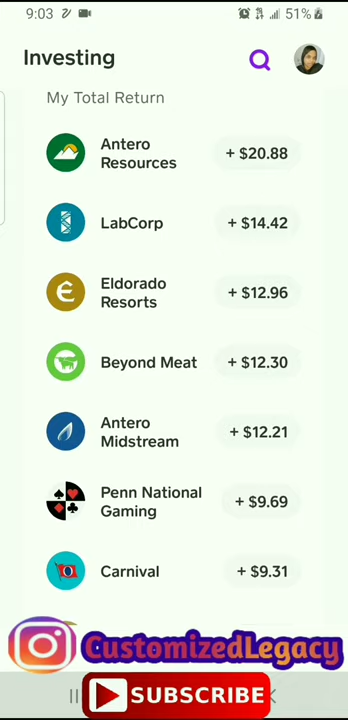 9:03
51%
Investing
My Total Return
Antero
Resources
+ $20.88
LabCorp
+ $14.42
Eldorado
Resorts
+ $12.96
Beyond Meat
+ $12.30
Antero
Midstream
+ $12.21
Penn National
Gaming
+ $9.69
Carnival
+ $9.31
CustomizedLegacy
SUBSCRIBE